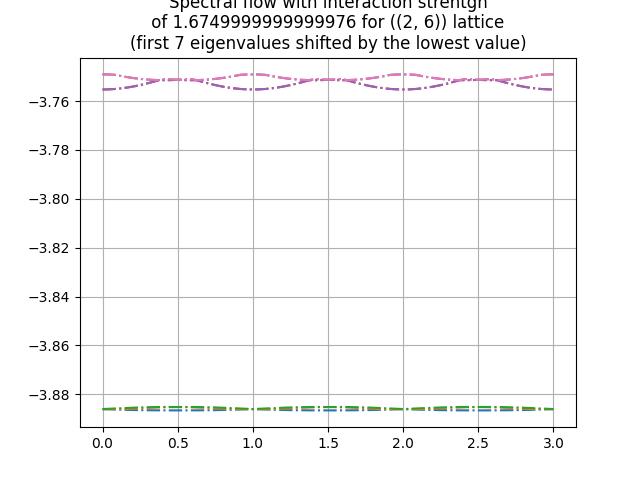 Spectral flow with interaction strength
of 1.6749999999999976 for ((2, 6)) lattice
(first 7 eigenvalues shifted by the lowest value)
−3.76
−3.78
−3.80
−3.82
−3.84
−3.86
−3.88
0.0 0.5 1.0 1.5 2.0 2.5 3.0